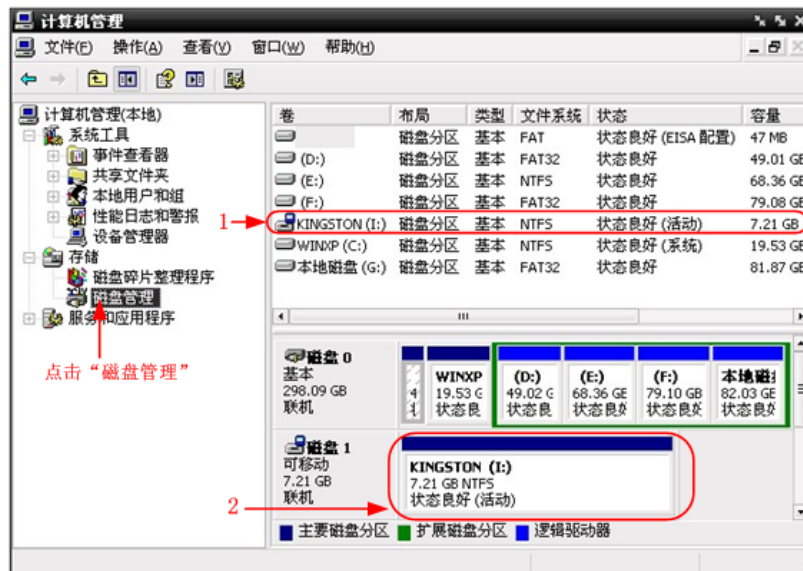 计算机管理
文件(F) 操作(A) 查看(V) 窗口(W) 帮助(H)
计算机管理(本地)
系统工具
事件查看器
共享文件夹
本地用户和组
性能日志和警报
设备管理器
存储
磁盘碎片整理程序
磁盘管理
服务和应用程序
点击“磁盘管理”
卷 布局 类型 文件系统 状态 容量
磁盘分区 基本 FAT 状态良好 (EISA 配置) 47 MB
(D:) 磁盘分区 基本 FAT32 状态良好 49.01 GB
(E:) 磁盘分区 基本 NTFS 状态良好 68.36 GB
(F:) 磁盘分区 基本 FAT32 状态良好 79.08 GB
1 KINGSTON (I:) 磁盘分区 基本 NTFS 状态良好 (活动) 7.21 GB
WINXP (C:) 磁盘分区 基本 NTFS 状态良好 (系统) 19.53 GB
本地磁盘 (G:) 磁盘分区 基本 FAT32 状态良好 81.87 GB
磁盘 0
基本
298.09 GB
联机
WINXP (D:) (E:) (F:) 本地磁
4 19.53 G 49.02 G 68.36 GE 79.10 GB 82.03 GE
状态良 状态良 状态良好 状态良好 状态良好
磁盘 1
可移动
7.21 GB
联机
KINGSTON (I:)
7.21 GB NTFS
状态良好 (活动)
2
主要磁盘分区 扩展磁盘分区 逻辑驱动器